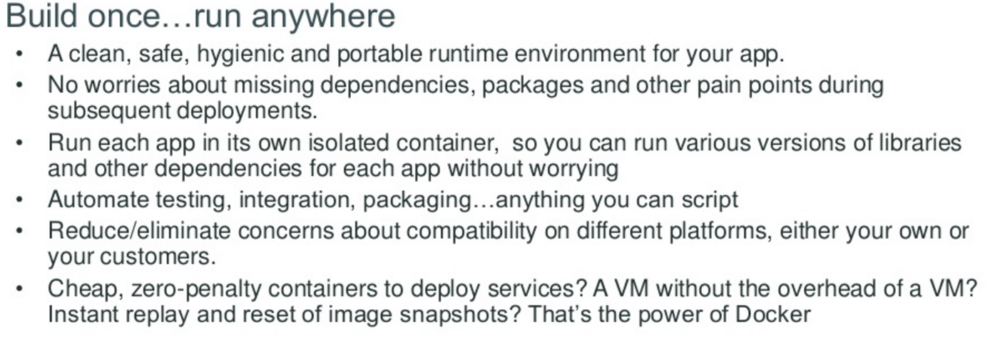 Build once…run anywhere
• A clean, safe, hygienic and portable runtime environment for your app.
• No worries about missing dependencies, packages and other pain points during
subsequent deployments.
• Run each app in its own isolated container,  so you can run various versions of libraries
and other dependencies for each app without worrying
• Automate testing, integration, packaging…anything you can script
• Reduce/eliminate concerns about compatibility on different platforms, either your own or
your customers.
• Cheap, zero-penalty containers to deploy services? A VM without the overhead of a VM?
Instant replay and reset of image snapshots? That’s the power of Docker